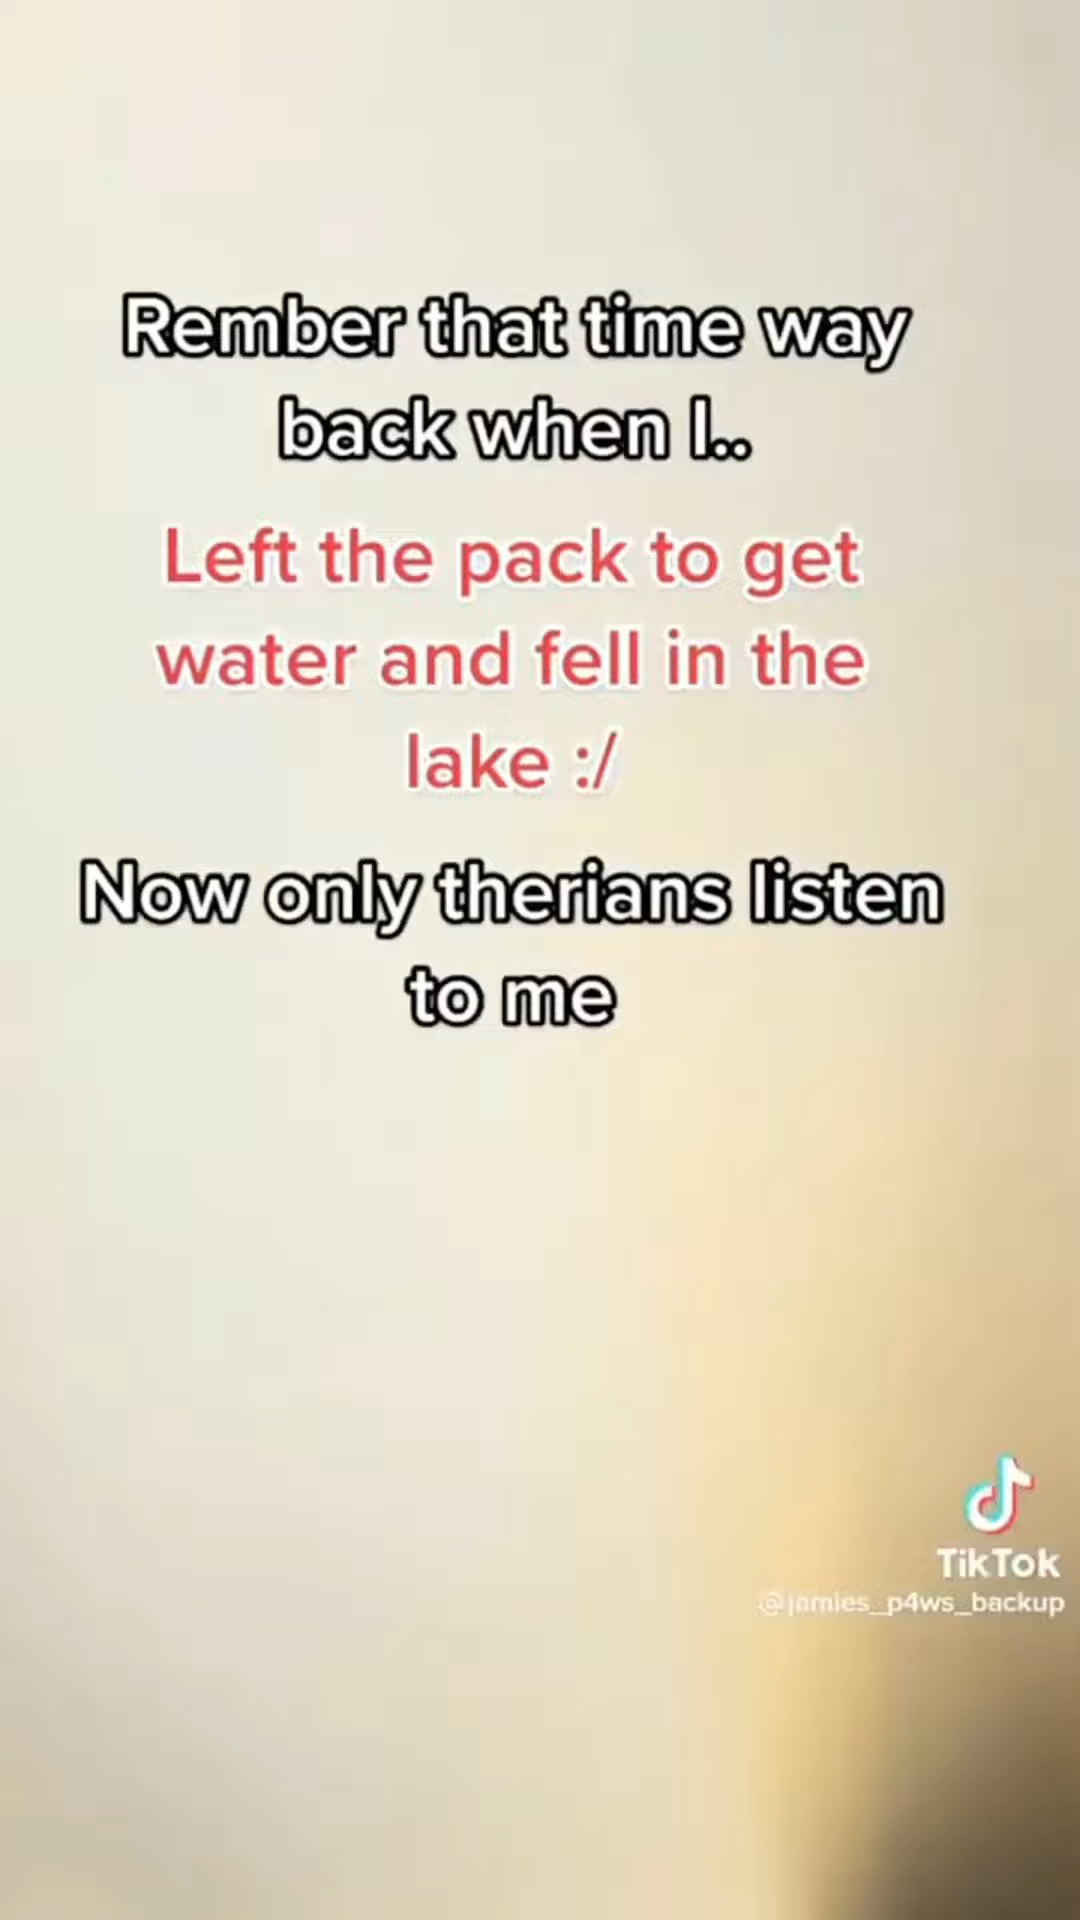 Rember that time way
back when I..
Left the pack to get
water and fell in the
lake :/
Now only therians listen
to me
TikTok
@jamies_p4ws_backup